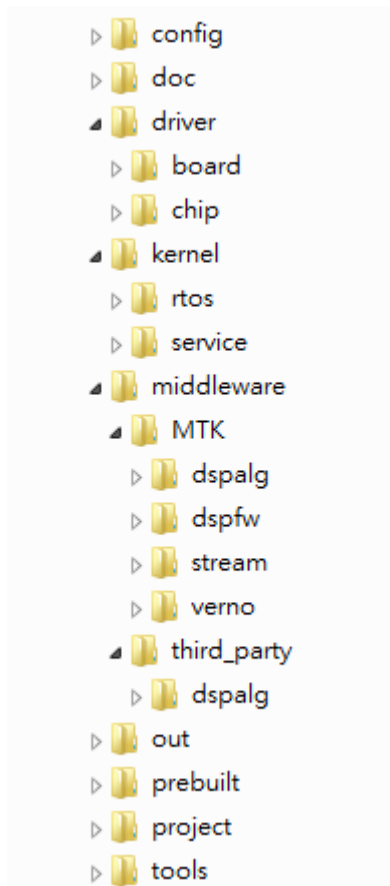 config
doc
driver
board
chip
kernel
rtos
service
middleware
MTK
dspalg
dspfw
stream
verno
third_party
dspalg
out
prebuilt
project
tools